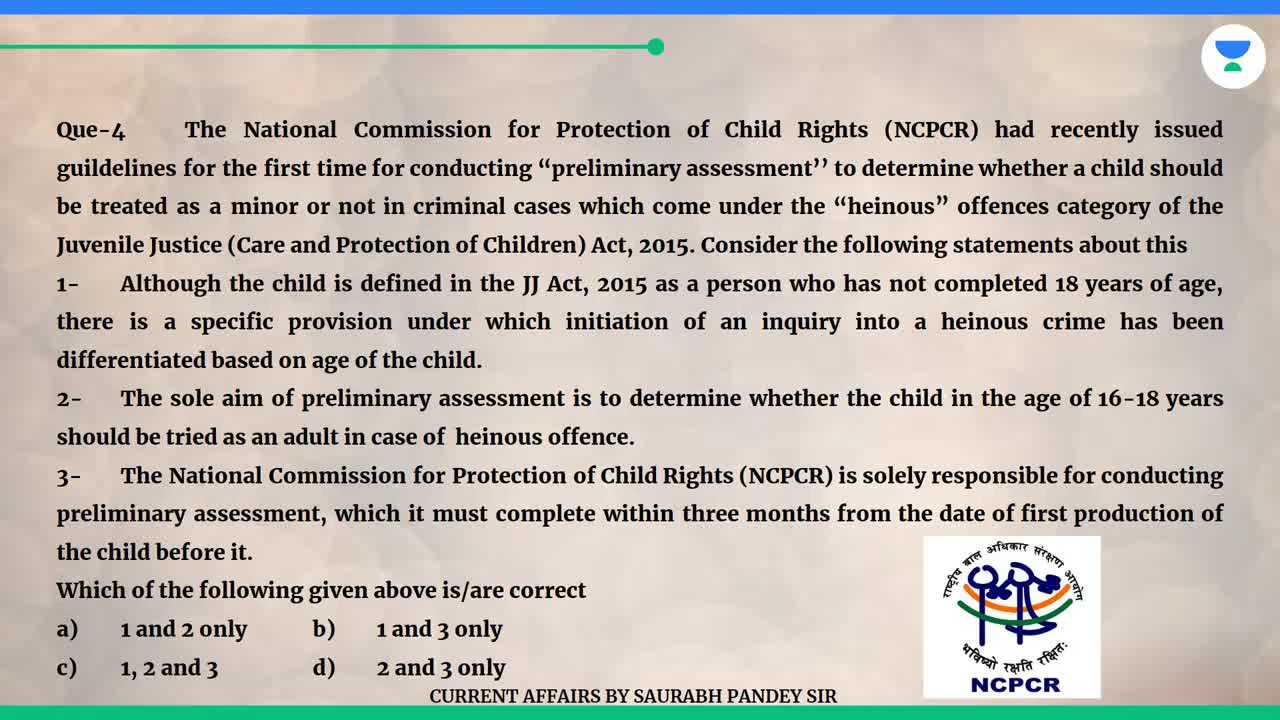 Que-4 The National Commission for Protection of Child Rights (NCPCR) had recently issued
guildelines for the first time for conducting “preliminary assessment’’ to determine whether a child should
be treated as a minor or not in criminal cases which come under the “heinous” offences category of the
Juvenile Justice (Care and Protection of Children) Act, 2015. Consider the following statements about this
1- Although the child is defined in the JJ Act, 2015 as a person who has not completed 18 years of age,
there is a specific provision under which initiation of an inquiry into a heinous crime has been
differentiated based on age of the child.
2- The sole aim of preliminary assessment is to determine whether the child in the age of 16-18 years
should be tried as an adult in case of heinous offence.
3- The National Commission for Protection of Child Rights (NCPCR) is solely responsible for conducting
preliminary assessment, which it must complete within three months from the date of first production of
the child before it.
Which of the following given above is/are correct
a) 1 and 2 only b) 1 and 3 only
c) 1, 2 and 3 d) 2 and 3 only
राष्ट्रीय बाल अधिकार संरक्षण आयोग
भविष्यो रक्षति रक्षितः
NCPCR
CURRENT AFFAIRS BY SAURABH PANDEY SIR